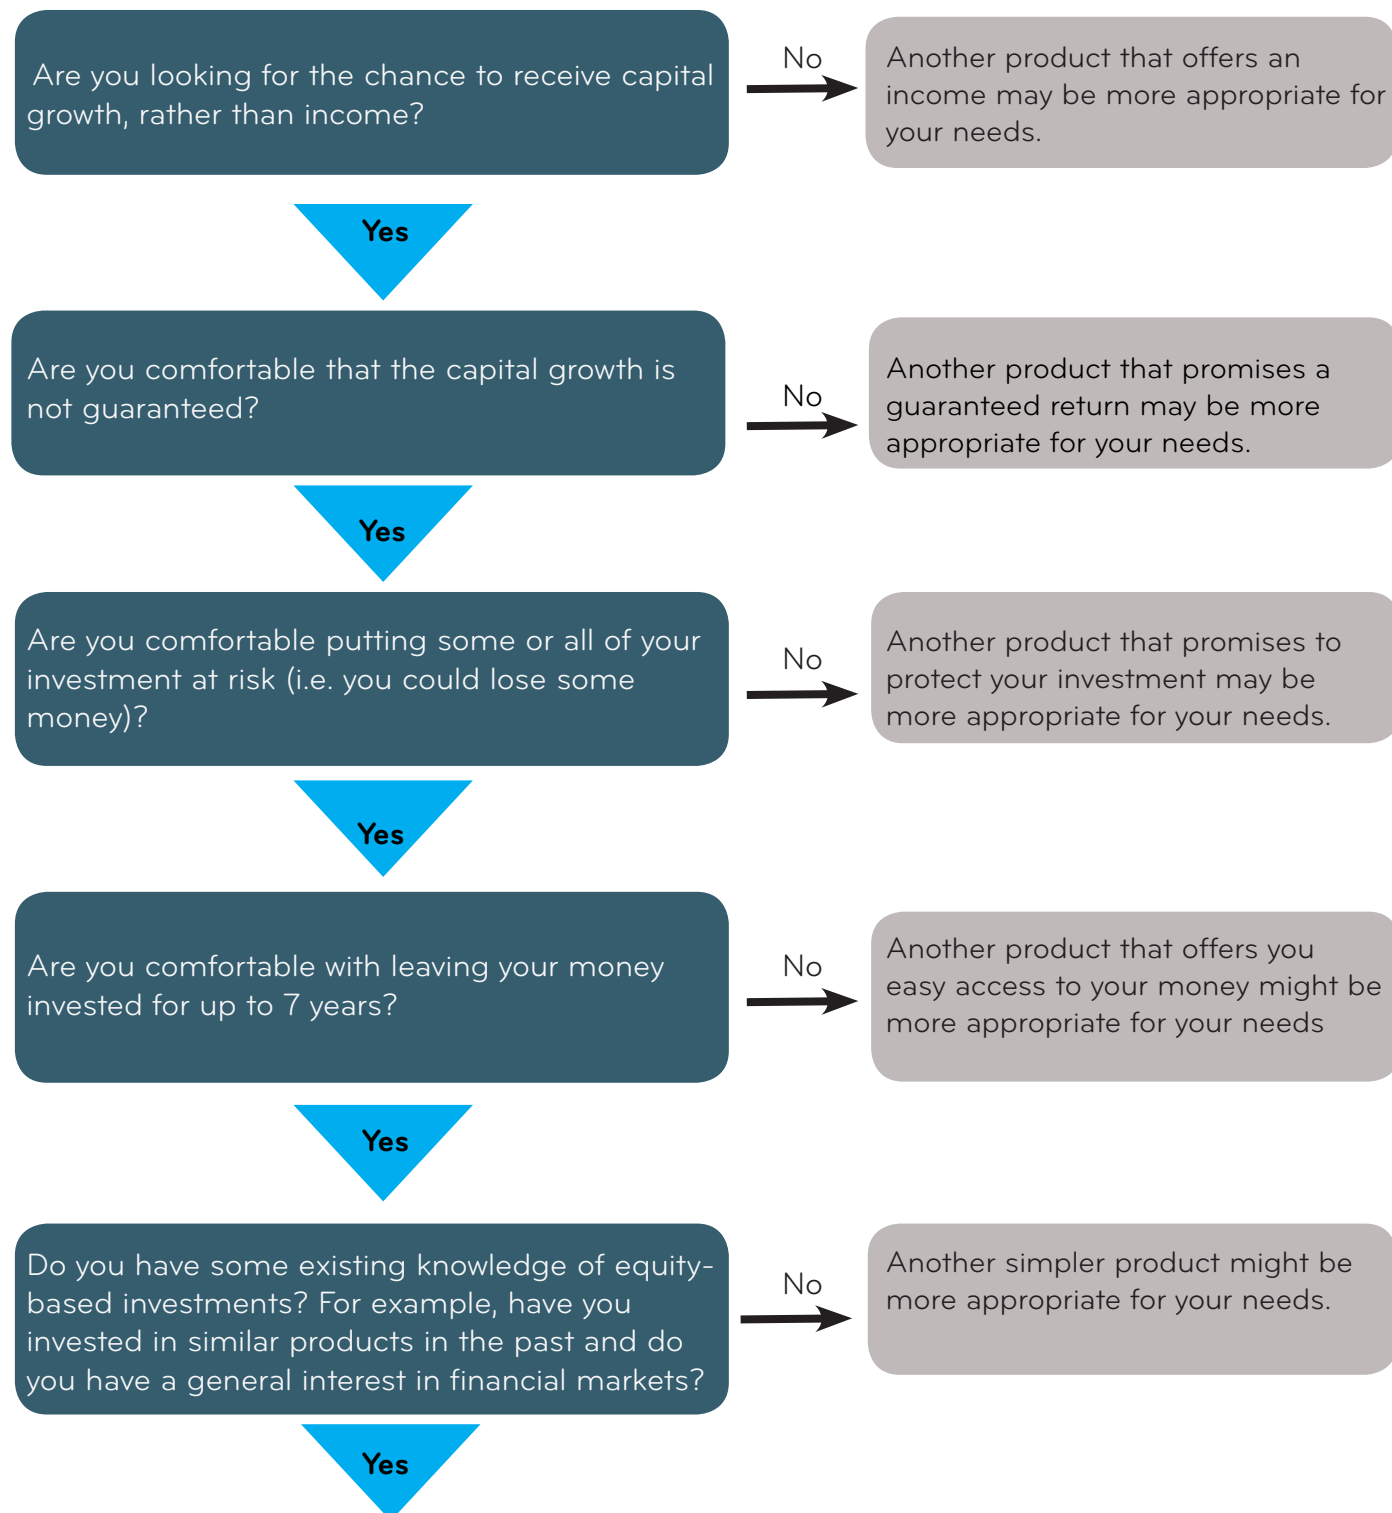 Are you looking for the chance to receive capital
growth, rather than income?
No
Another product that offers an
income may be more appropriate for
your needs.
Yes
Are you comfortable that the capital growth is
not guaranteed?
No
Another product that promises a
guaranteed return may be more
appropriate for your needs.
Yes
Are you comfortable putting some or all of your
investment at risk (i.e. you could lose some
money)?
No
Another product that promises to
protect your investment may be
more appropriate for your needs.
Yes
Are you comfortable with leaving your money
invested for up to 7 years?
No
Another product that offers you
easy access to your money might be
more appropriate for your needs
Yes
Do you have some existing knowledge of equity-
based investments? For example, have you
invested in similar products in the past and do
you have a general interest in financial markets?
No
Another simpler product might be
more appropriate for your needs.
Yes